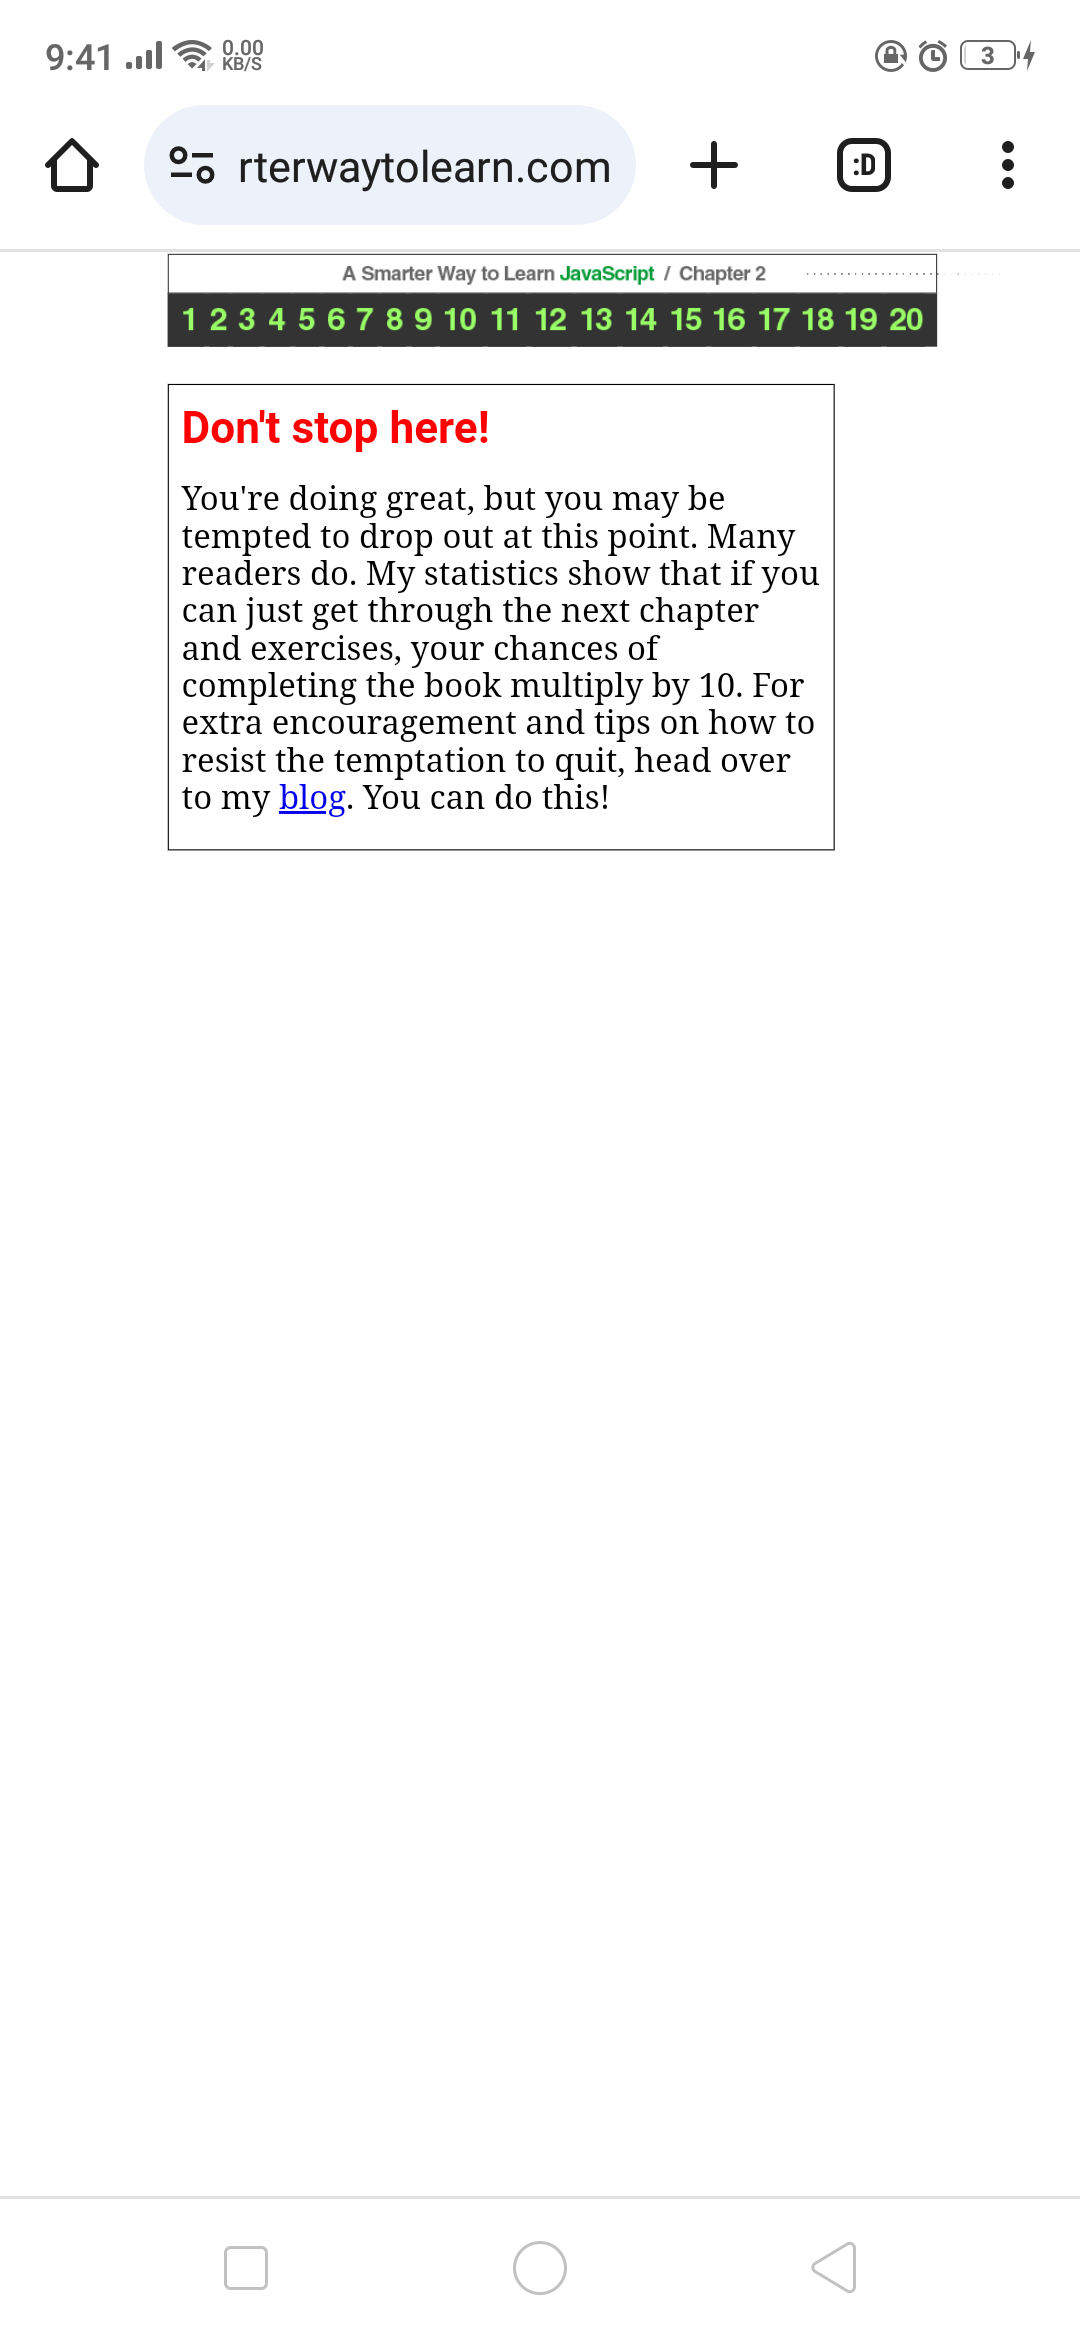 9:41 0.00 KB/S 3
rterwaytolearn.com :D
A Smarter Way to Learn JavaScript / Chapter 2
1 2 3 4 5 6 7 8 9 10 11 12 13 14 15 16 17 18 19 20
Don't stop here!
You're doing great, but you may be
tempted to drop out at this point. Many
readers do. My statistics show that if you
can just get through the next chapter
and exercises, your chances of
completing the book multiply by 10. For
extra encouragement and tips on how to
resist the temptation to quit, head over
to my blog. You can do this!